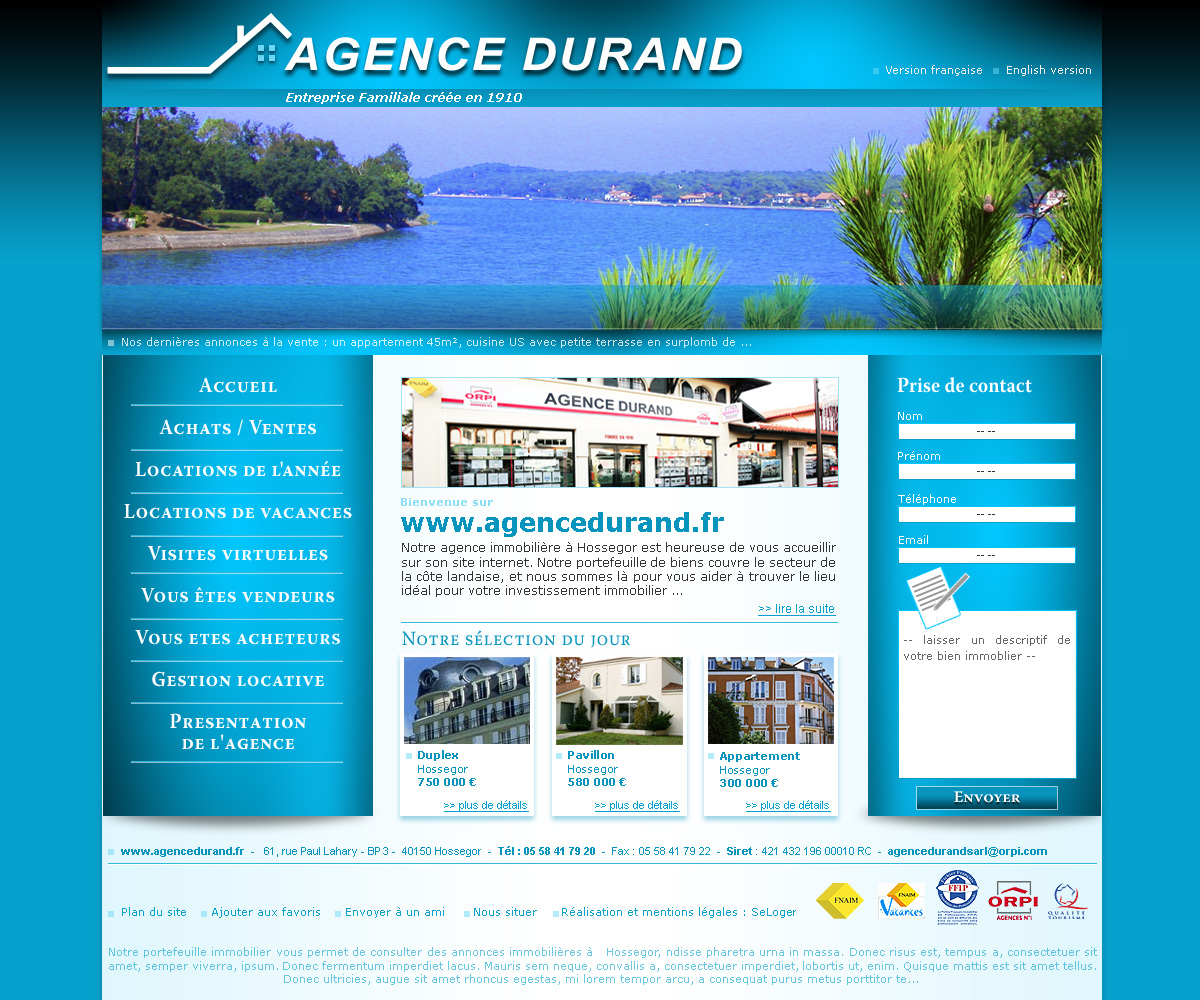 AGENCE DURAND
Version française
English version
Entreprise Familiale créée en 1910
Nos dernières annonces à la vente : un appartement 45m², cuisine US avec petite terrasse en surplomb de ...
Accueil
Achats / Ventes
Locations de l'année
Locations de vacances
Visites virtuelles
Vous êtes vendeurs
Vous etes acheteurs
Gestion locative
Presentation
de l'agence
FNAIM
ORPI
AGENCE DURAND
FONDEE EN 1910
Bienvenue sur
www.agencedurand.fr
Notre agence immobilière à Hossegor est heureuse de vous accueillir
sur son site internet. Notre portefeuille de biens couvre le secteur de
la côte landaise, et nous sommes là pour vous aider à trouver le lieu
idéal pour votre investissement immobilier ...
>> lire la suite
Notre sélection du jour
Duplex
Hossegor
750 000 €
>> plus de détails
Pavillon
Hossegor
580 000 €
>> plus de détails
Appartement
Hossegor
300 000 €
>> plus de détails
Prise de contact
Nom
-- --
Prénom
-- --
Téléphone
-- --
Email
-- --
-- laisser un descriptif de
votre bien immoblier --
Envoyer
www.agencedurand.fr - 61, rue Paul Lahary - BP 3 - 40150 Hossegor - Tél : 05 58 41 79 20 - Fax : 05 58 41 79 22 - Siret : 421 432 196 00010 RC - agencedurandsarl@orpi.com
Plan du site
Ajouter aux favoris
Envoyer à un ami
Nous situer
Réalisation et mentions légales : SeLoger
FNAIM
FNAIM
Vacances
FFIP
ORPI
AGENCES N°1
QUALITE
TOURISME
Notre portefeuille immobilier vous permet de consulter des annonces immobilières à Hossegor, ndisse pharetra urna in massa. Donec risus est, tempus a, consectetuer sit
amet, semper viverra, ipsum. Donec fermentum imperdiet lacus. Mauris sem neque, convallis a, consectetuer imperdiet, lobortis ut, enim. Quisque mattis est sit amet tellus.
Donec ultricies, augue sit amet rhoncus egestas, mi lorem tempor arcu, a consequat purus metus porttitor te...